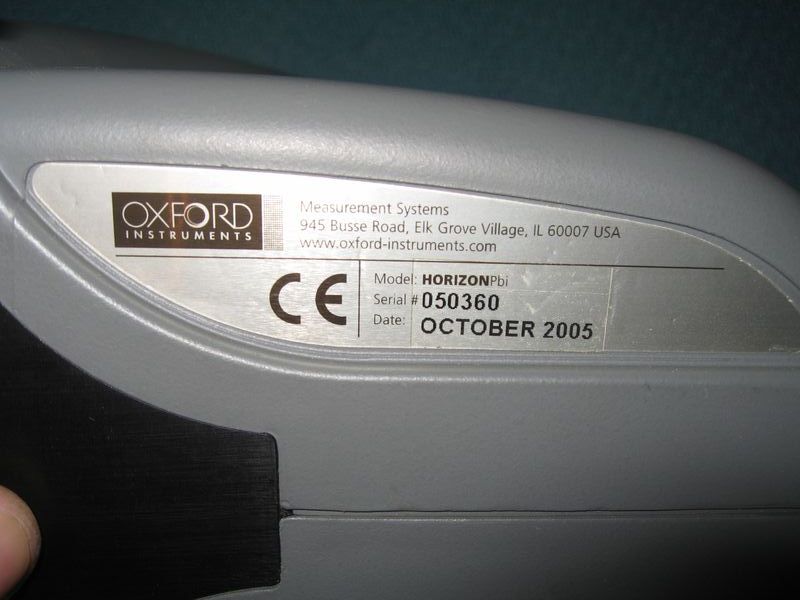 OXFORD
INSTRUMENTS
Measurement Systems
945 Busse Road, Elk Grove Village, IL 60007 USA
www.oxford-instruments.com
CE
Model: HORIZONPbi
Serial # 050360
Date: OCTOBER 2005